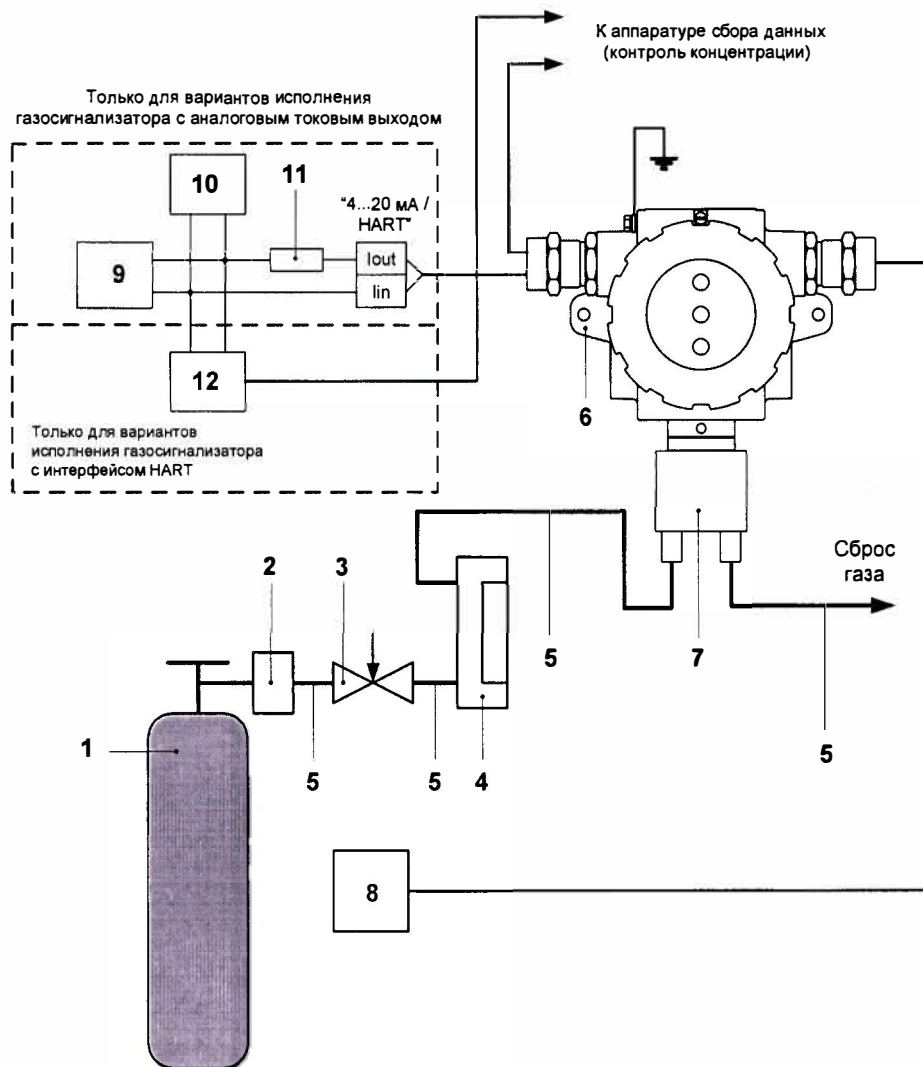 К аппаратуре сбора данных
(контроль концентрации)
Только для вариантов исполнения
газосигнализатора с аналоговым токовым выходом
10
11
"4...20 мА /
HART"
9
Iout
Iin
12
Только для вариантов
исполнения газосигнализатора
с интерфейсом HART
6
5
7
Сброс
газа
5
2
3
1
5
5
4
8